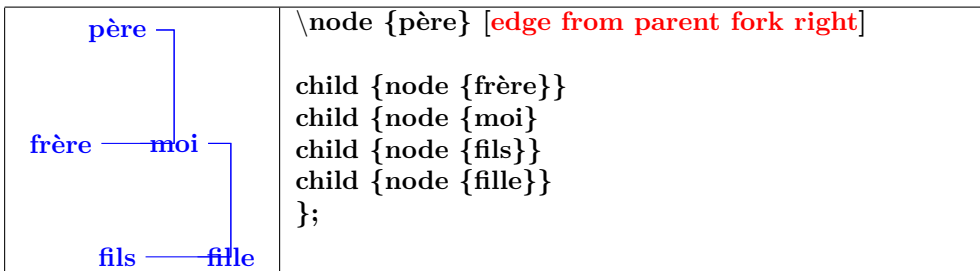 père
frère moi
fils fille
\node {père} [edge from parent fork right]
child {node {frère}}
child {node {moi}
child {node {fils}}
child {node {fille}}
};